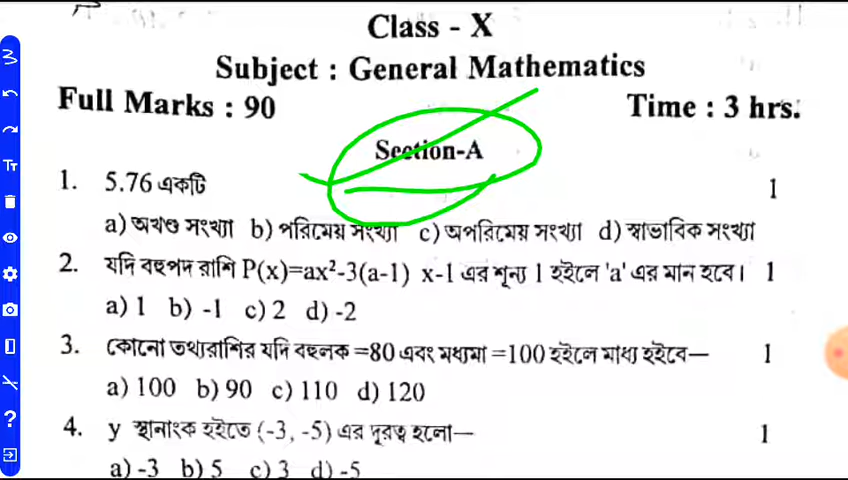 Class - X
Subject : General Mathematics
Full Marks : 90 Time : 3 hrs.
Section-A
1. 5.76 একটি 1
a) অখণ্ড সংখ্যা b) পরিমেয় সংখ্যা c) অপরিমেয় সংখ্যা d) স্বাভাবিক সংখ্যা
2. যদি বহুপদ রাশি P(x)=ax²-3(a-1) x-1 এর শূন্য 1 হইলে 'a' এর মান হবে। 1
a) 1 b) -1 c) 2 d) -2
3. কোনো তথ্যরাশির যদি বহুলক =80 এবং মধ্যমা =100 হইলে মাধ্য হইবে— 1
a) 100 b) 90 c) 110 d) 120
4. y স্থানাংক হইতে (-3, -5) এর দূরত্ব হলো— 1
a) -3 b) 5 c) 3 d) -5